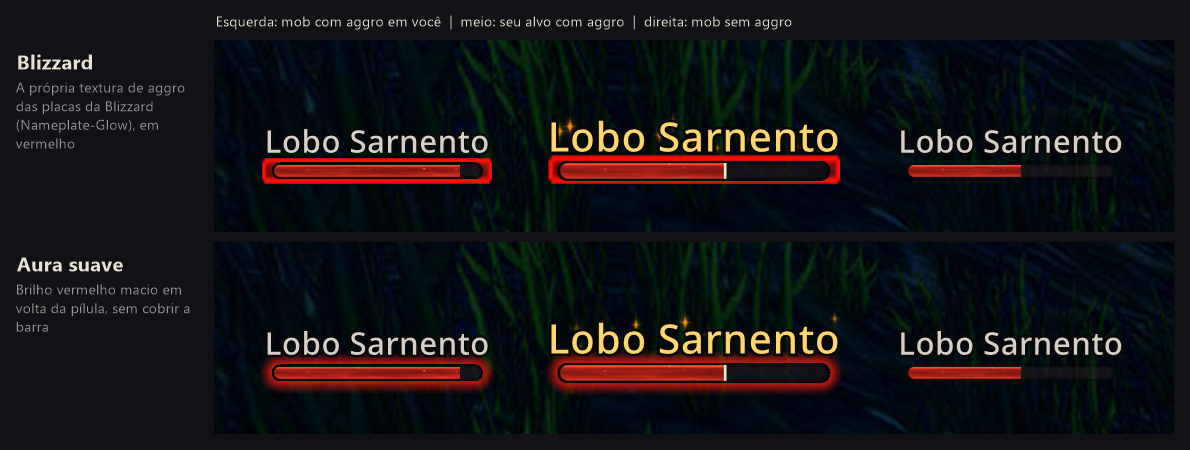 Esquerda: mob com aggro em você | meio: seu alvo com aggro | direita: mob sem aggro
Blizzard
A própria textura de aggro
das placas da Blizzard
(Nameplate-Glow), em
vermelho
Lobo Sarnento
Lobo Sarnento
Lobo Sarnento
Aura suave
Brilho vermelho macio em
volta da pílula, sem cobrir a
barra
Lobo Sarnento
Lobo Sarnento
Lobo Sarnento